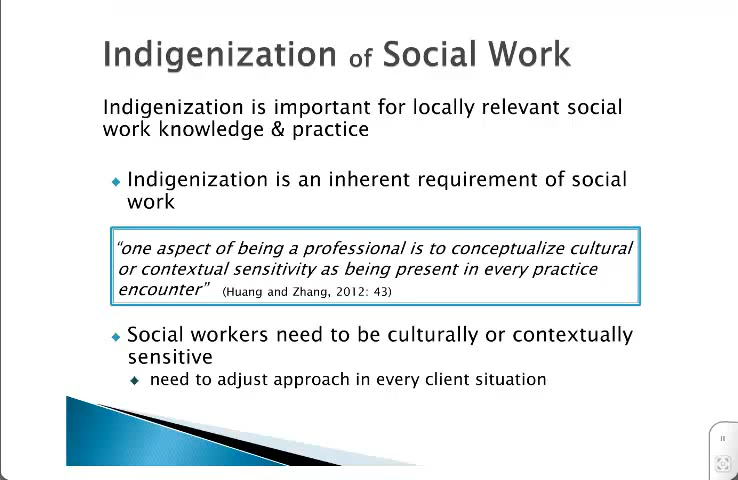 Indigenization of Social Work
Indigenization is important for locally relevant social
work knowledge & practice
Indigenization is an inherent requirement of social
work
“one aspect of being a professional is to conceptualize cultural
or contextual sensitivity as being present in every practice
encounter” (Huang and Zhang, 2012: 43)
Social workers need to be culturally or contextually
sensitive
need to adjust approach in every client situation